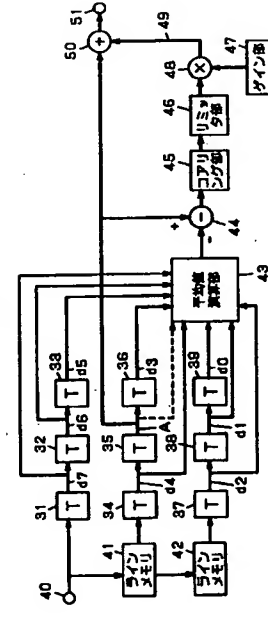 40
31
T
d7
32
T
d6
33
T
d5
41
ラインメモリ
34
T
d4
35
T
A
36
T
d3
42
ラインメモリ
37
T
d2
38
T
d1
39
T
d0
平均値演算部
43
+
-
-
44
コアリング部
45
リミッタ部
46
×
48
ゲイン部
47
49
+
50
51